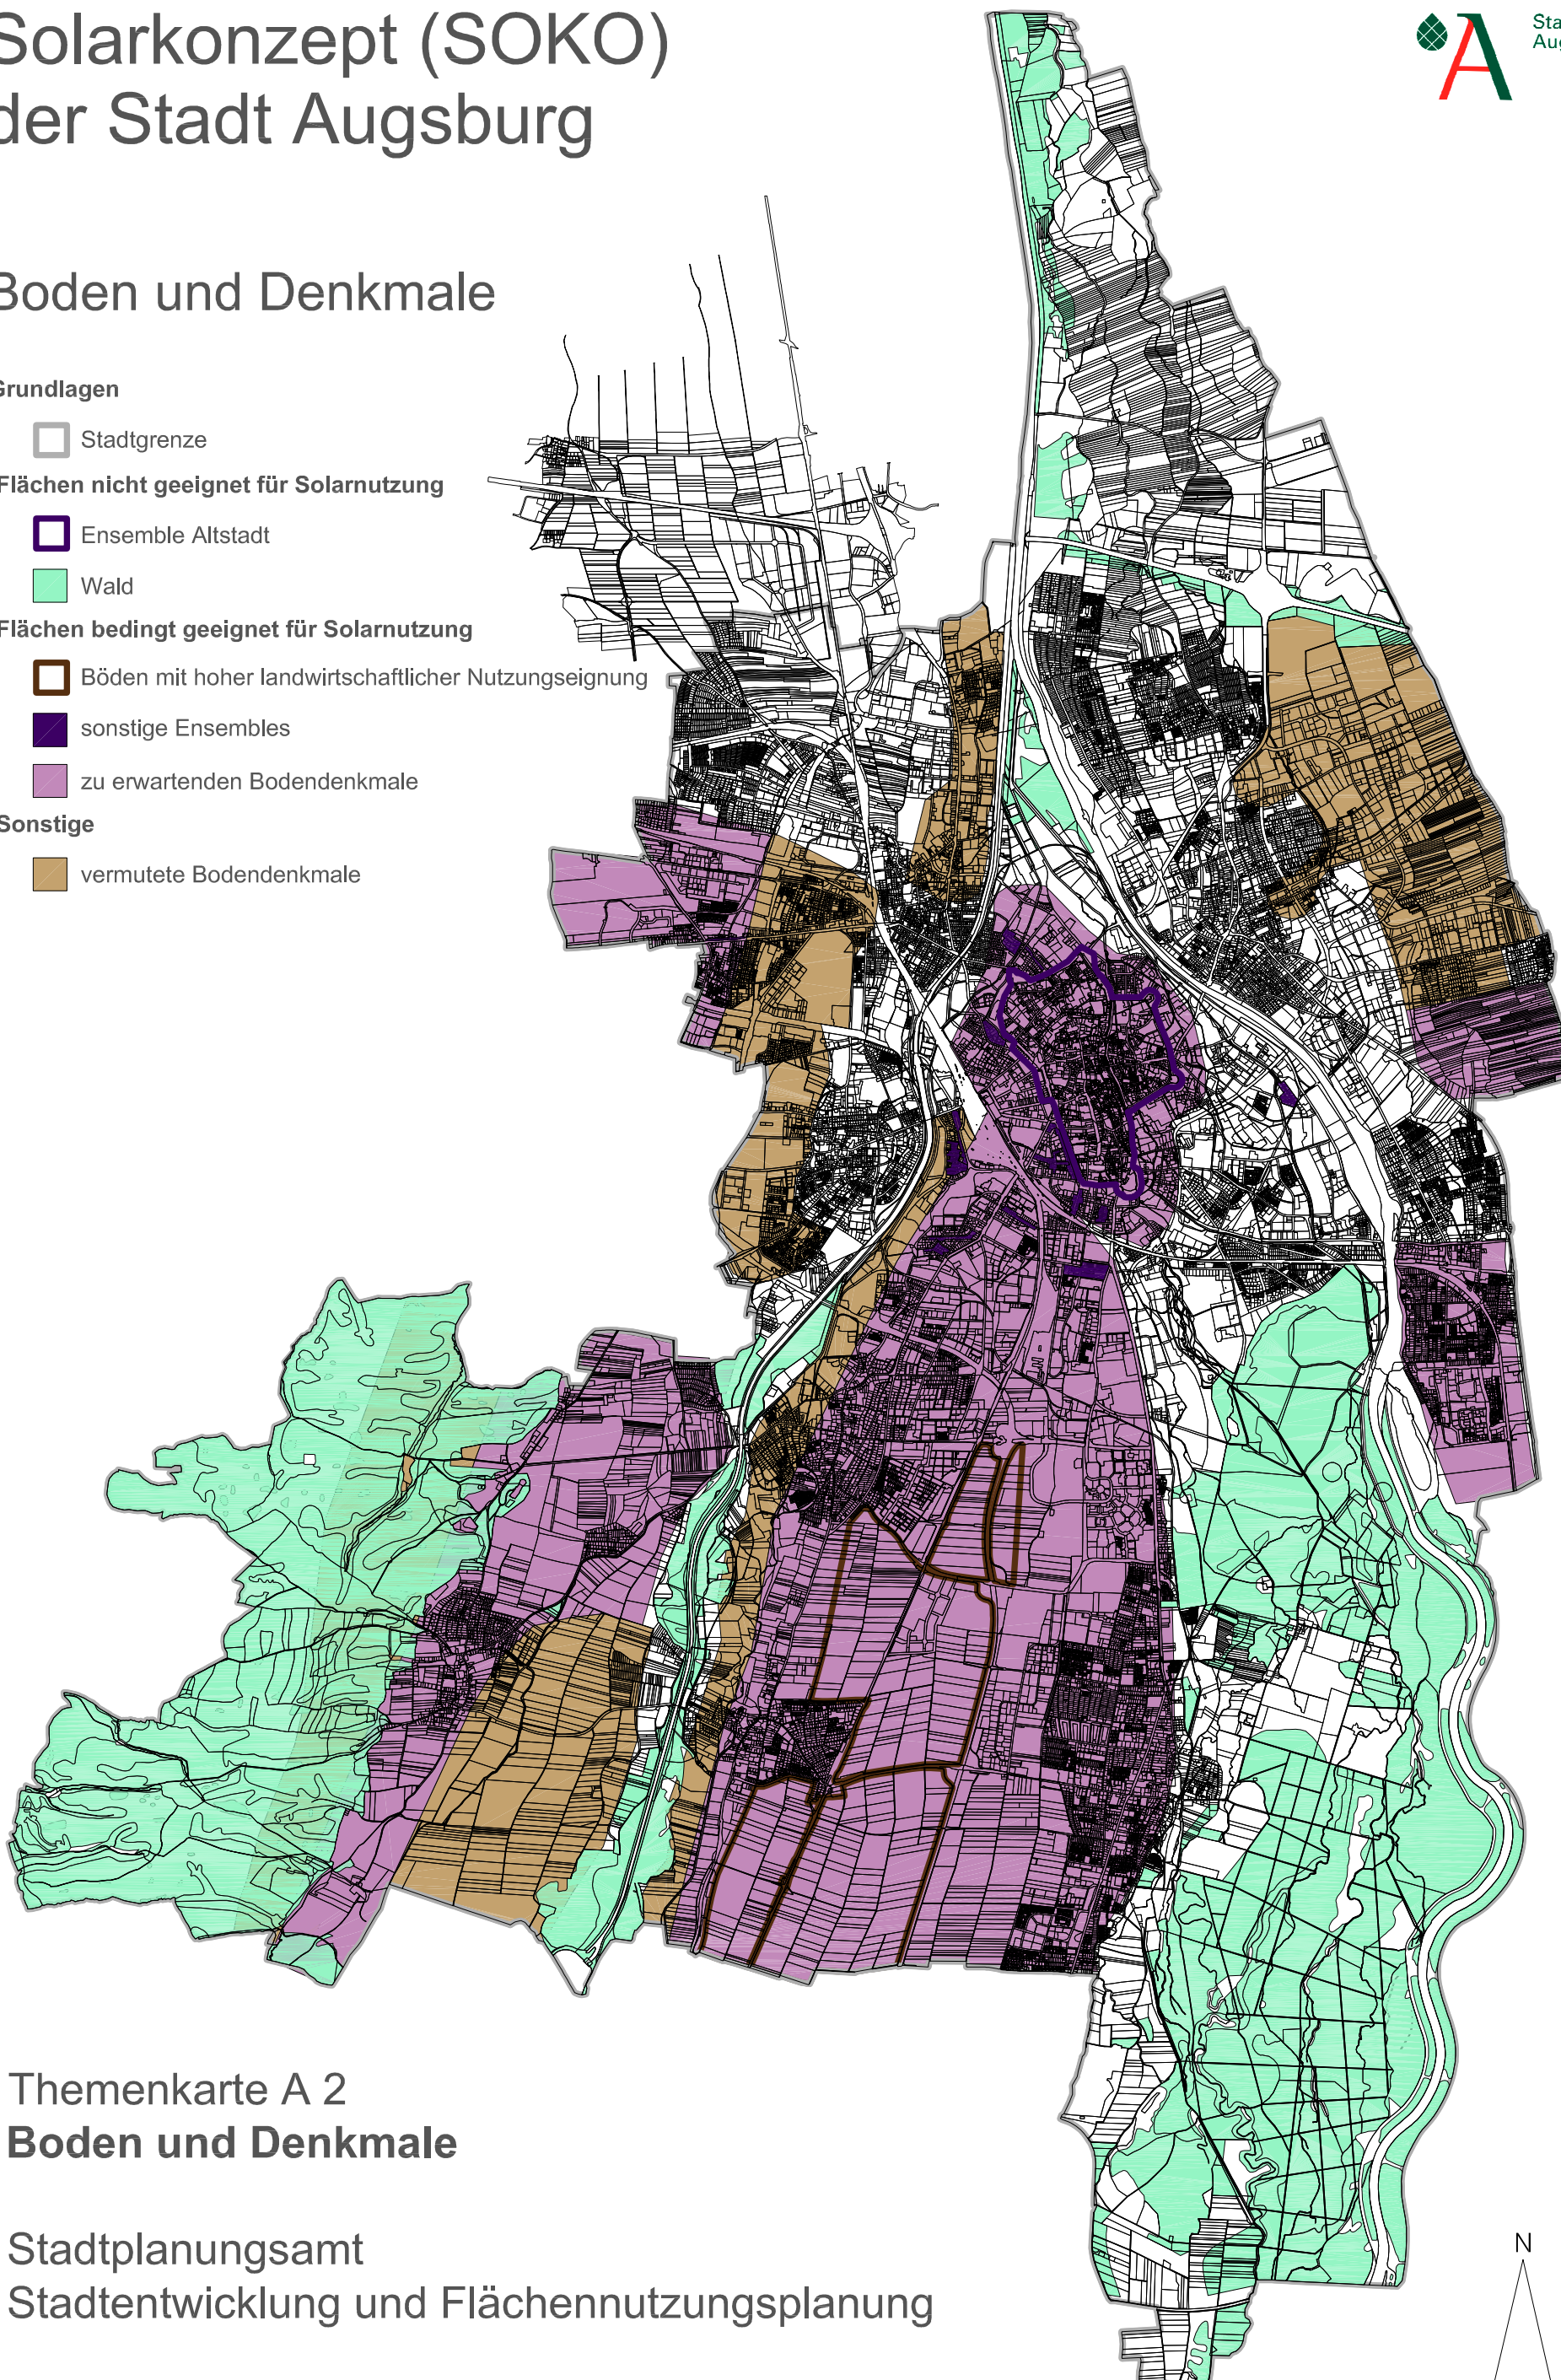 Solarkonzept (SOKO)
der Stadt Augsburg
Boden und Denkmale
Grundlagen
Stadtgrenze
Flächen nicht geeignet für Solarnutzung
Ensemble Altstadt
Wald
Flächen bedingt geeignet für Solarnutzung
Böden mit hoher landwirtschaftlicher Nutzungseignung
sonstige Ensembles
zu erwartenden Bodendenkmale
Sonstige
vermutete Bodendenkmale
A
Sta
Aug
Themenkarte A 2
Boden und Denkmale
Stadtplanungsamt
Stadtentwicklung und Flächennutzungsplanung
N